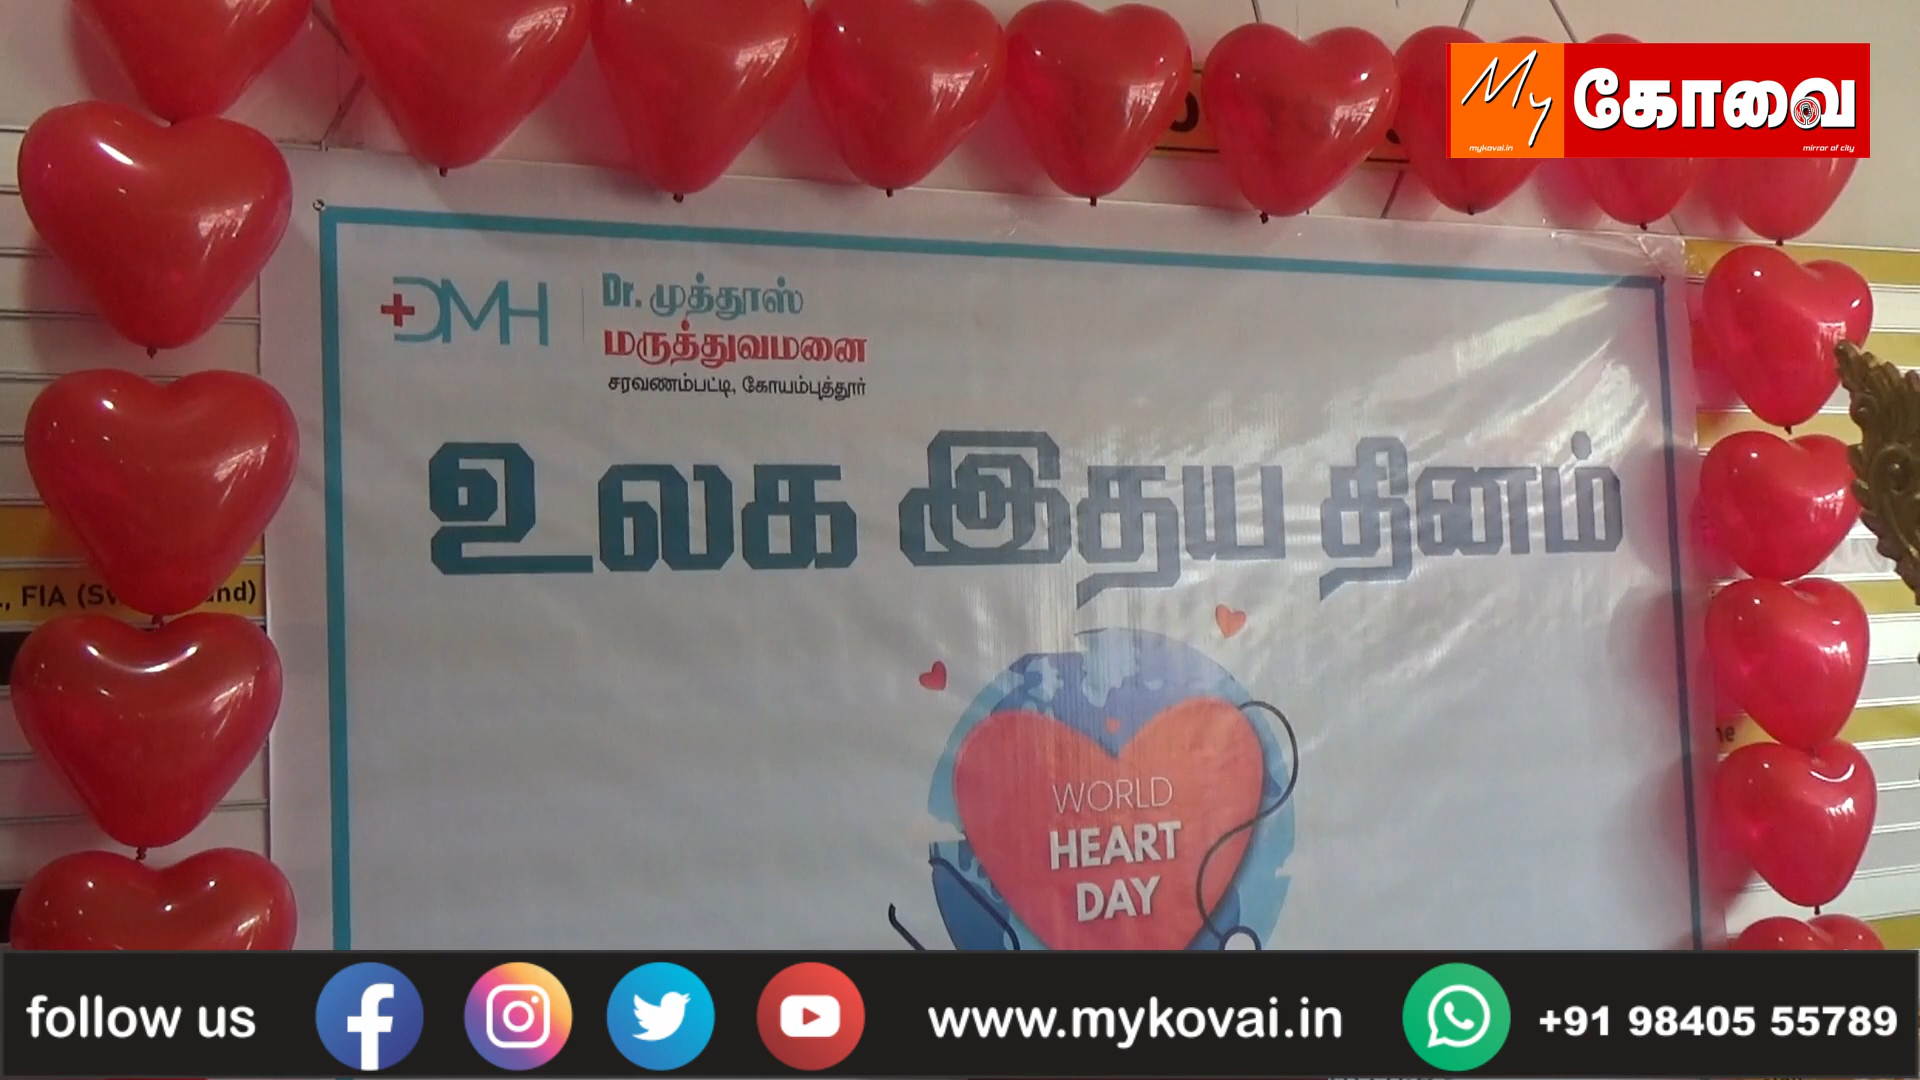 My கோவை
mykovai.in
mirror of city
DMH
Dr. முத்தூஸ்
மருத்துவமனை
சரவணம்பட்டி, கோயம்புத்தூர்
உலக இதய தினம்
FIA
WORLD
HEART
DAY
follow us
www.mykovai.in
+91 98405 55789